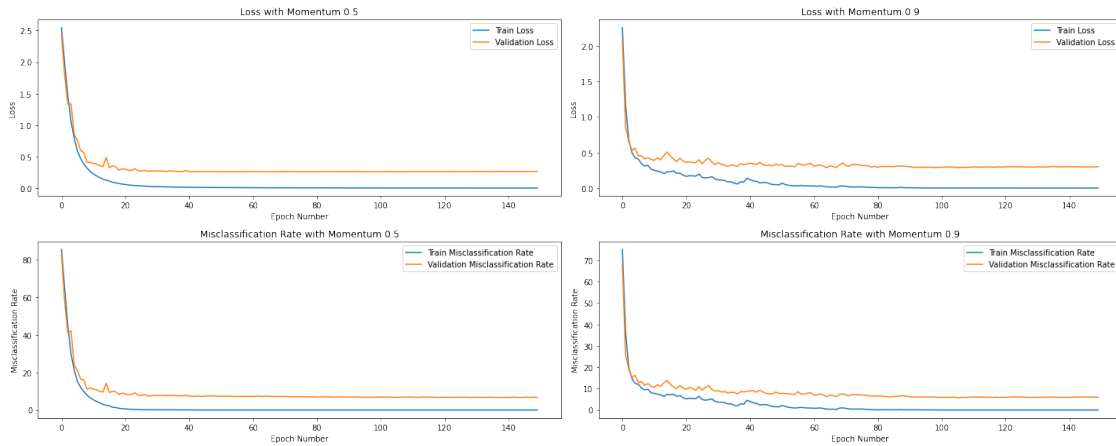 Loss with Momentum 0.5
Loss
2.5
2.0
1.5
1.0
0.5
0.0
0 20 40 60 80 100 120 140
Epoch Number
Train Loss
Validation Loss
Loss with Momentum 0.9
Loss
2.0
1.5
1.0
0.5
0.0
0 20 40 60 80 100 120 140
Epoch Number
Train Loss
Validation Loss
Misclassification Rate with Momentum 0.5
Misclassification Rate
80
60
40
20
0
0 20 40 60 80 100 120 140
Epoch Number
Train Misclassification Rate
Validation Misclassification Rate
Misclassification Rate with Momentum 0.9
Misclassification Rate
70
60
50
40
30
20
10
0
0 20 40 60 80 100 120 140
Epoch Number
Train Misclassification Rate
Validation Misclassification Rate